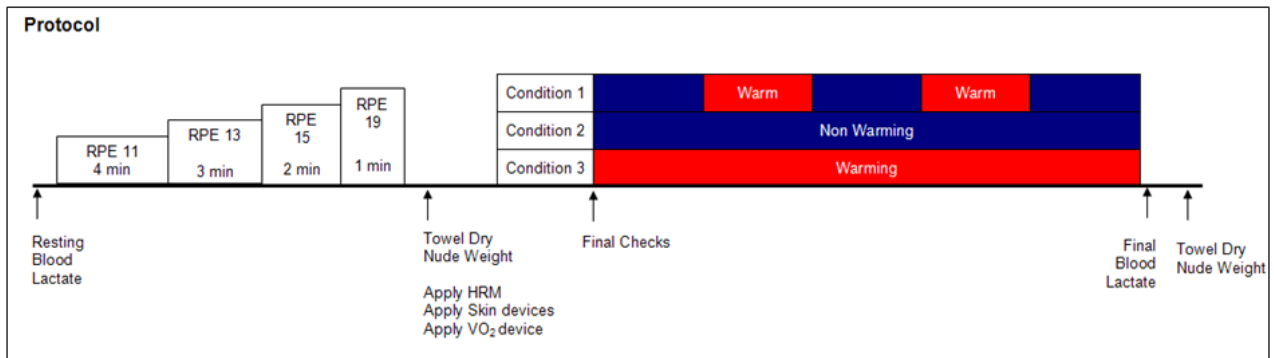 Protocol
RPE 11
4 min
RPE 13
3 min
RPE
15
2 min
RPE
19
1 min
Condition 1
Warm
Warm
Condition 2
Non Warming
Condition 3
Warming
Resting
Blood
Lactate
Towel Dry
Nude Weight
Apply HRM
Apply Skin devices
Apply VO₂ device
Final Checks
Final
Blood
Lactate
Towel Dry
Nude Weight